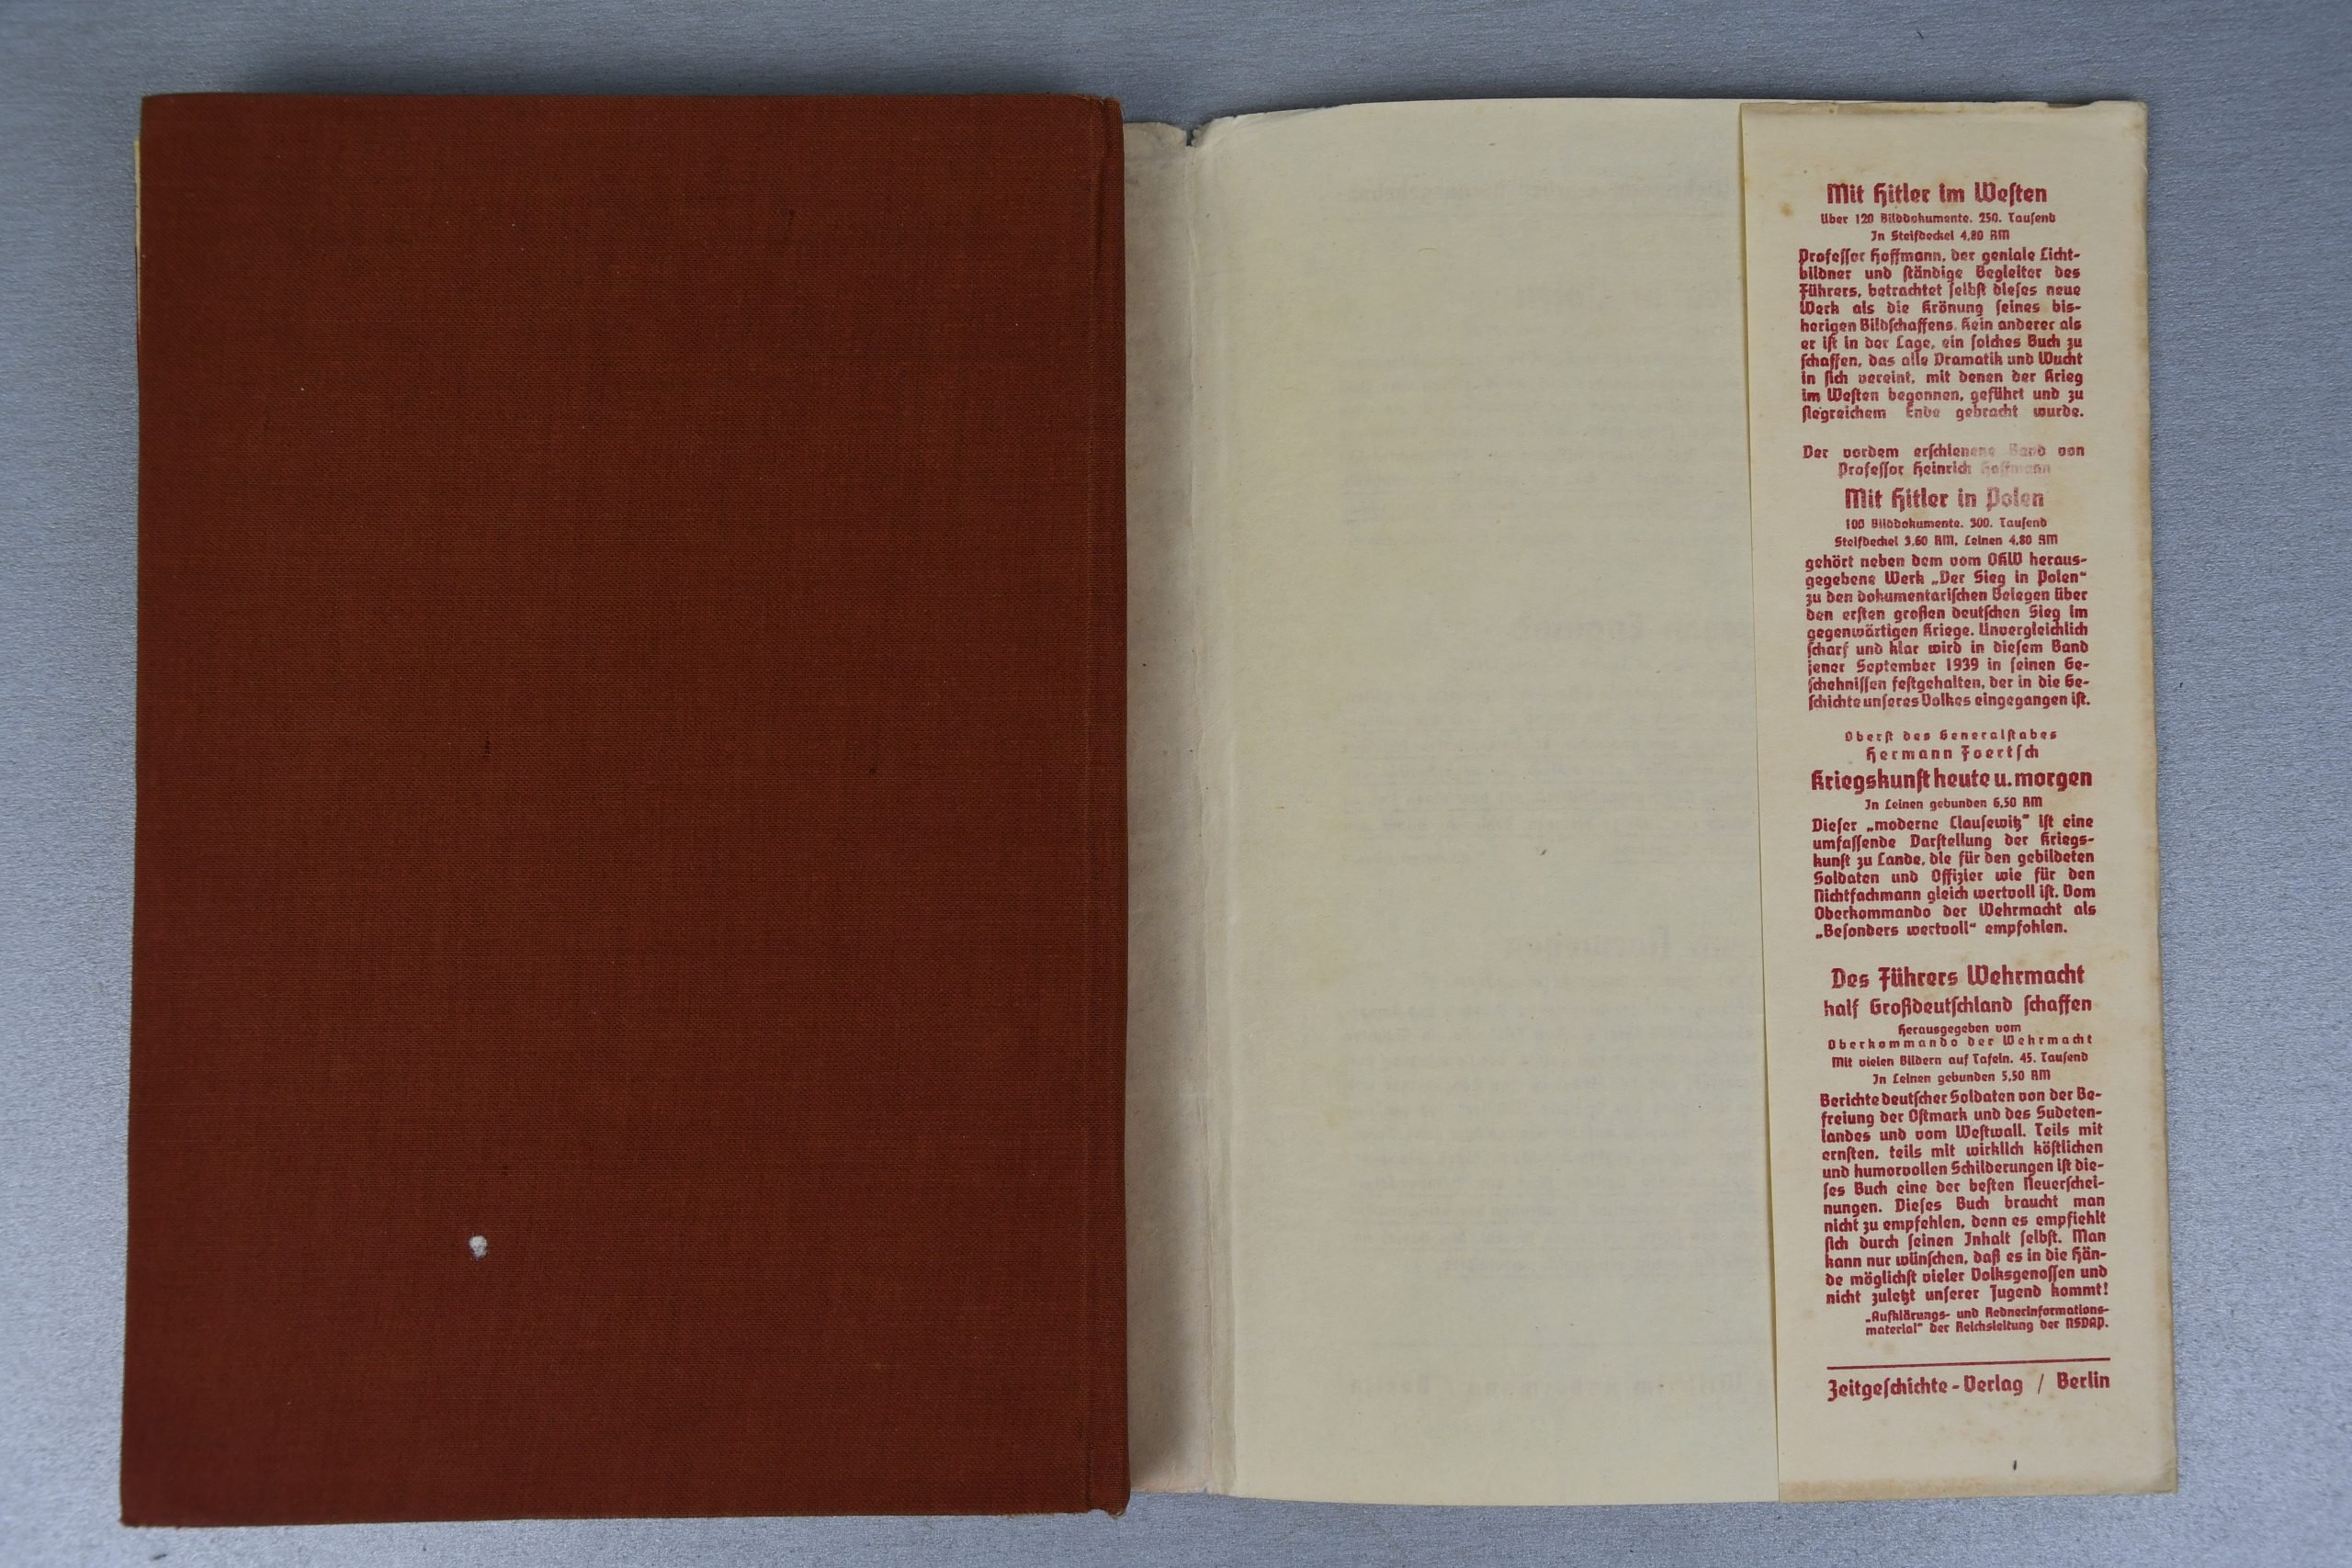 Mit Hitler im Westen
Über 120 Bilddokumente. 250. Tausend
In Steifdeckel 4,80 RM
Professor Hoffmann, der geniale Licht-
bildner und ständige Begleiter des
Führers, betrachtet selbst dieses neue
Werk als die Krönung seines bis-
herigen Bildschaffens. Kein anderer als
er ist in der Lage, ein solches Buch zu
schaffen, das alle Dramatik und Wucht
in sich vereint, mit denen der Krieg
im Westen begonnen, geführt und zu
siegreichem Ende gebracht wurde.
Der vordem erschienene Band von
Professor Heinrich Hoffmann
Mit Hitler in Polen
100 Bilddokumente. 300. Tausend
Steifdeckel 3,60 RM, Leinen 4,80 RM
gehört neben dem vom OKW heraus-
gegebene Werk „Der Sieg in Polen“
zu den dokumentarischen Belegen über
den ersten großen deutschen Sieg im
gegenwärtigen Kriege. Unvergleichlich
scharf und klar wird in diesem Band
jener September 1939 in seinen Ge-
schehnissen festgehalten, der in die Ge-
schichte unseres Volkes eingegangen ist.
Oberst des Generalstabes
Hermann Foertsch
Kriegskunst heute u. morgen
In Leinen gebunden 6,50 RM
Dieser „moderne Clausewitz“ ist eine
umfassende Darstellung der Kriegs-
kunst zu Lande, die für den gebildeten
Soldaten und Offizier wie für den
Nichtfachmann gleich wertvoll ist. Vom
Oberkommando der Wehrmacht als
„Besonders wertvoll“ empfohlen.
Des Führers Wehrmacht
half Großdeutschland schaffen
Herausgegeben vom
Oberkommando der Wehrmacht
Mit vielen Bildern auf Tafeln. 45. Tausend
In Leinen gebunden 5,50 RM
Berichte deutscher Soldaten von der Be-
freiung der Ostmark und des Sudeten-
landes und vom Westwall. Teils mit
ernsten, teils mit wirklich köstlichen
und humorvollen Schilderungen ist die-
ses Buch eine der besten Neuerschei-
nungen. Dieses Buch braucht man
nicht zu empfehlen, denn es empfiehlt
sich durch seinen Inhalt selbst. Man
kann nur wünschen, daß es in die Hän-
de möglichst vieler Volksgenossen und
nicht zuletzt unserer Jugend kommt!
„Aufklärungs- und Rednerinformations-
material“ der Reichsleitung der NSDAP.
Zeitgeschichte-Verlag / Berlin